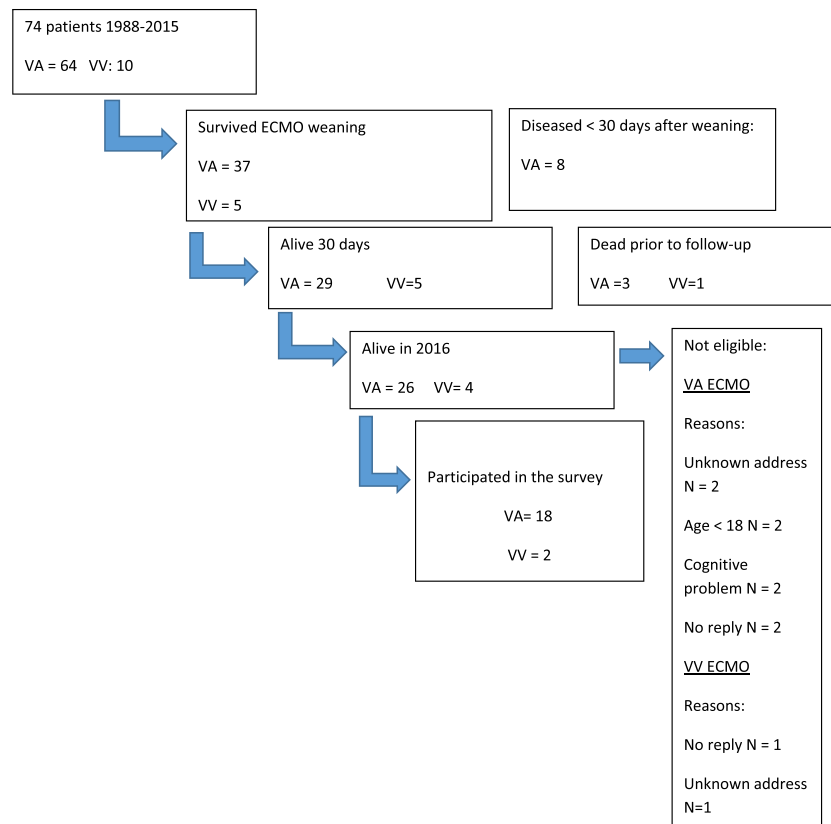 74 patients 1988-2015
VA = 64 VV: 10
Survived ECMO weaning
VA = 37
VV = 5
Diseased < 30 days after weaning:
VA = 8
Alive 30 days
VA = 29 VV=5
Dead prior to follow-up
VA =3 VV=1
Alive in 2016
VA = 26 VV= 4
Not eligible:
VA ECMO
Reasons:
Unknown address
N = 2
Age < 18 N = 2
Cognitive
problem N = 2
No reply N = 2
VV ECMO
Reasons:
No reply N = 1
Unknown address
N=1
Participated in the survey
VA= 18
VV = 2